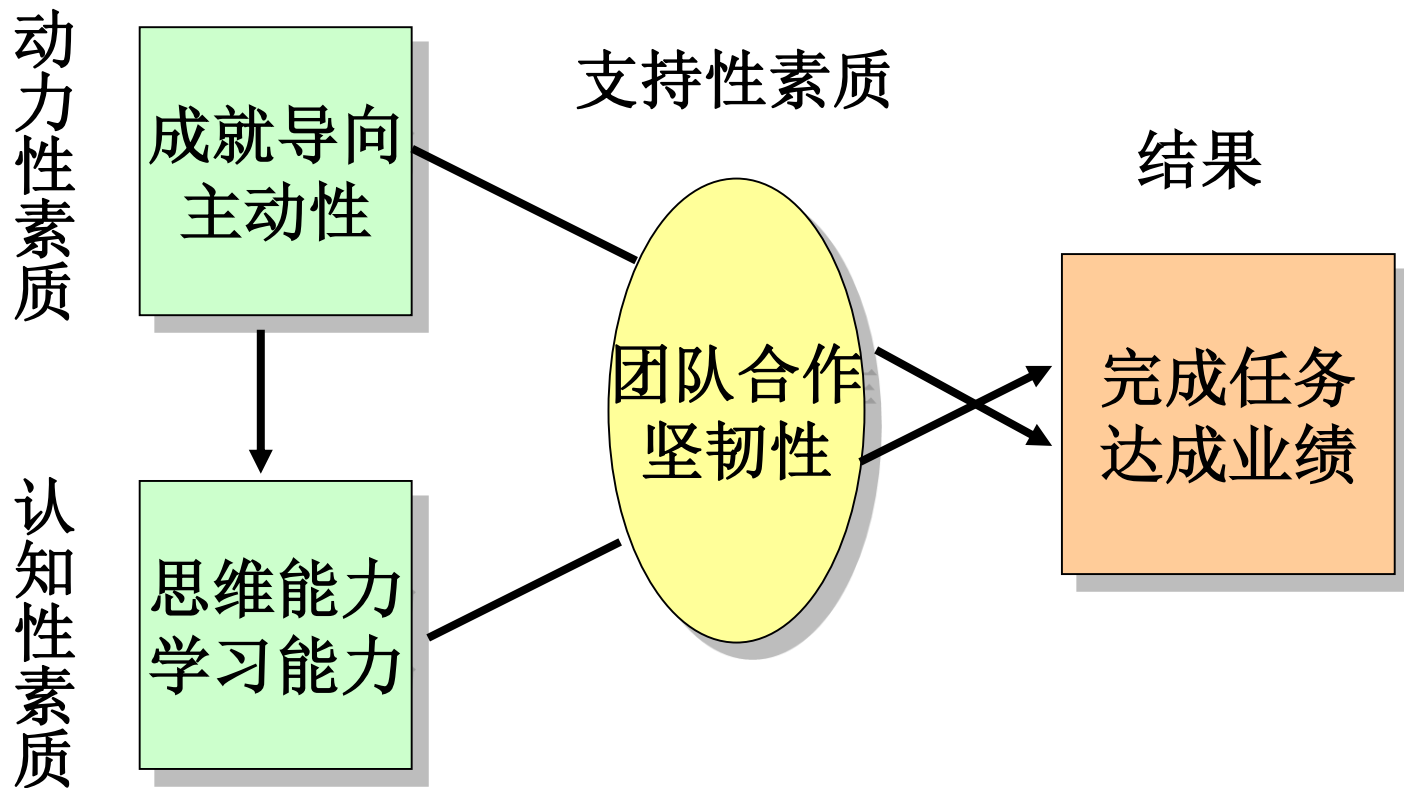 动力性素质
成就导向
主动性
支持性素质
结果
团队合作
坚韧性
完成任务
达成业绩
认知性素质
思维能力
学习能力